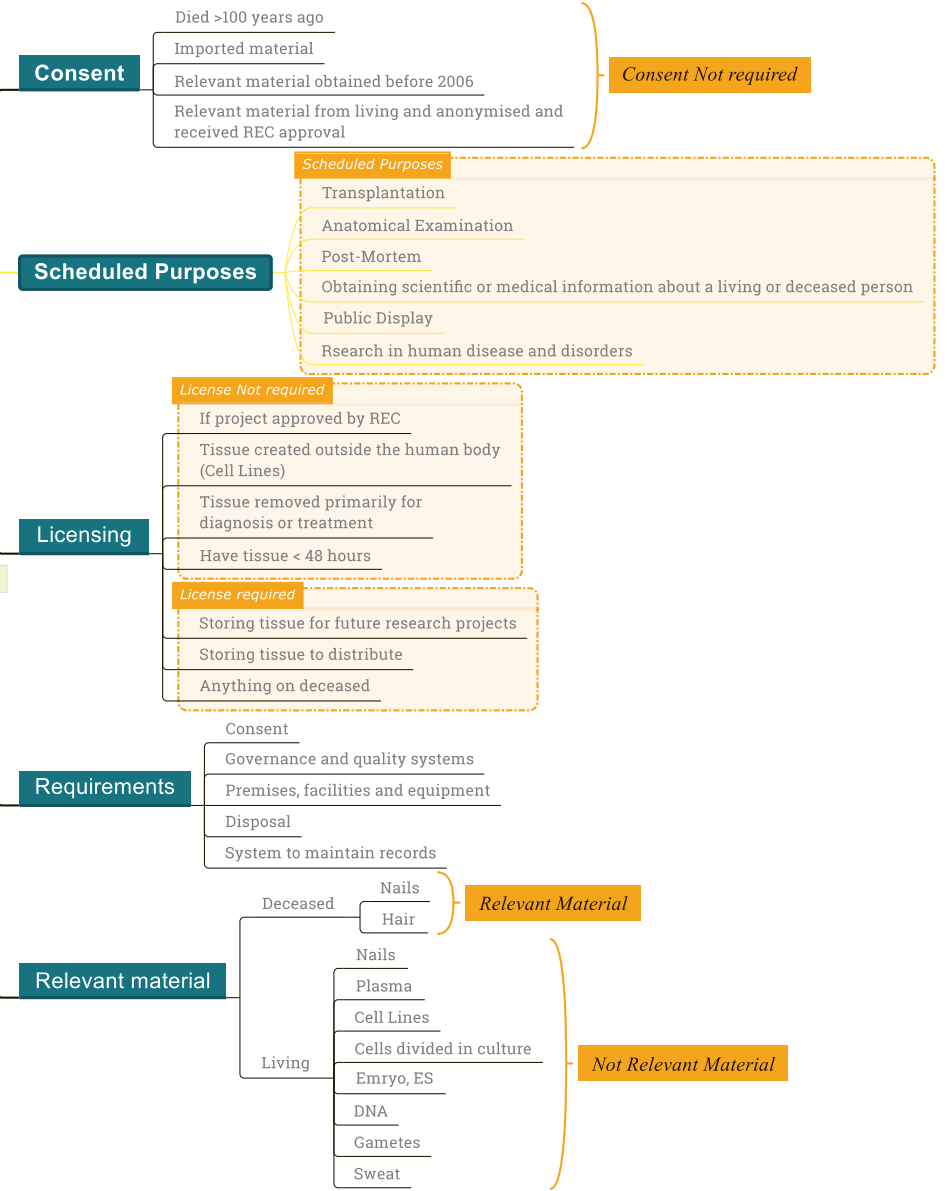 Consent
Died >100 years ago
Imported material
Relevant material obtained before 2006
Relevant material from living and anonymised and
received REC approval
Consent Not required
Scheduled Purposes
Scheduled Purposes
Transplantation
Anatomical Examination
Post-Mortem
Obtaining scientific or medical information about a living or deceased person
Public Display
Rsearch in human disease and disorders
Licensing
License Not required
If project approved by REC
Tissue created outside the human body
(Cell Lines)
Tissue removed primarily for
diagnosis or treatment
Have tissue < 48 hours
License required
Storing tissue for future research projects
Storing tissue to distribute
Anything on deceased
Requirements
Consent
Governance and quality systems
Premises, facilities and equipment
Disposal
System to maintain records
Relevant material
Deceased
Nails
Hair
Relevant Material
Living
Nails
Plasma
Cell Lines
Cells divided in culture
Emryo, ES
DNA
Gametes
Sweat
Not Relevant Material